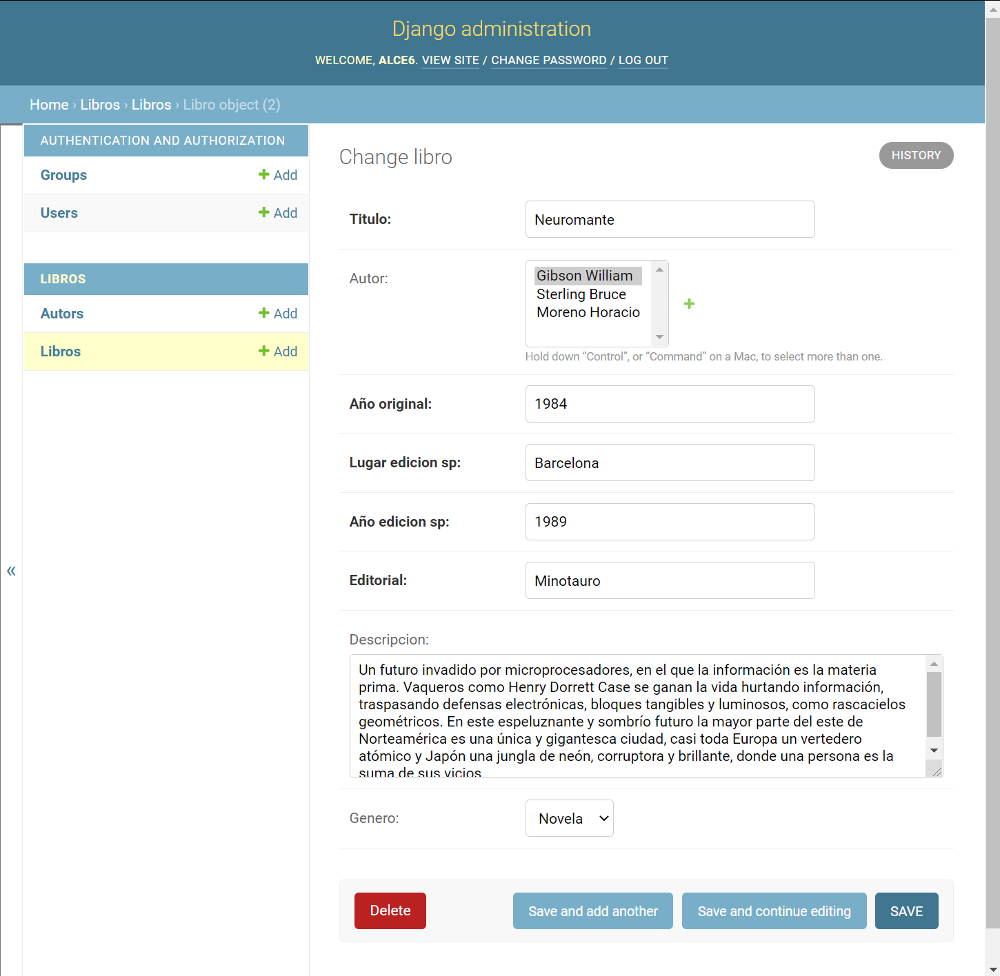 Django administration
WELCOME, ALCE6. VIEW SITE / CHANGE PASSWORD / LOG OUT
Home › Libros › Libros › Libro object (2)
AUTHENTICATION AND AUTHORIZATION
Groups + Add
Users + Add
LIBROS
Autors + Add
Libros + Add
«
Change libro
HISTORY
Titulo: Neuromante
Autor:
Gibson William
Sterling Bruce
Moreno Horacio
Hold down “Control”, or “Command” on a Mac, to select more than one.
Año original: 1984
Lugar edicion sp: Barcelona
Año edicion sp: 1989
Editorial: Minotauro
Descripcion:
Un futuro invadido por microprocesadores, en el que la información es la materia
prima. Vaqueros como Henry Dorrett Case se ganan la vida hurtando información,
traspasando defensas electrónicas, bloques tangibles y luminosos, como rascacielos
geométricos. En este espeluznante y sombrío futuro la mayor parte del este de
Norteamérica es una única y gigantesca ciudad, casi toda Europa un vertedero
atómico y Japón una jungla de neón, corruptora y brillante, donde una persona es la
suma de sus vicios
Genero: Novela
Delete
Save and add another
Save and continue editing
SAVE